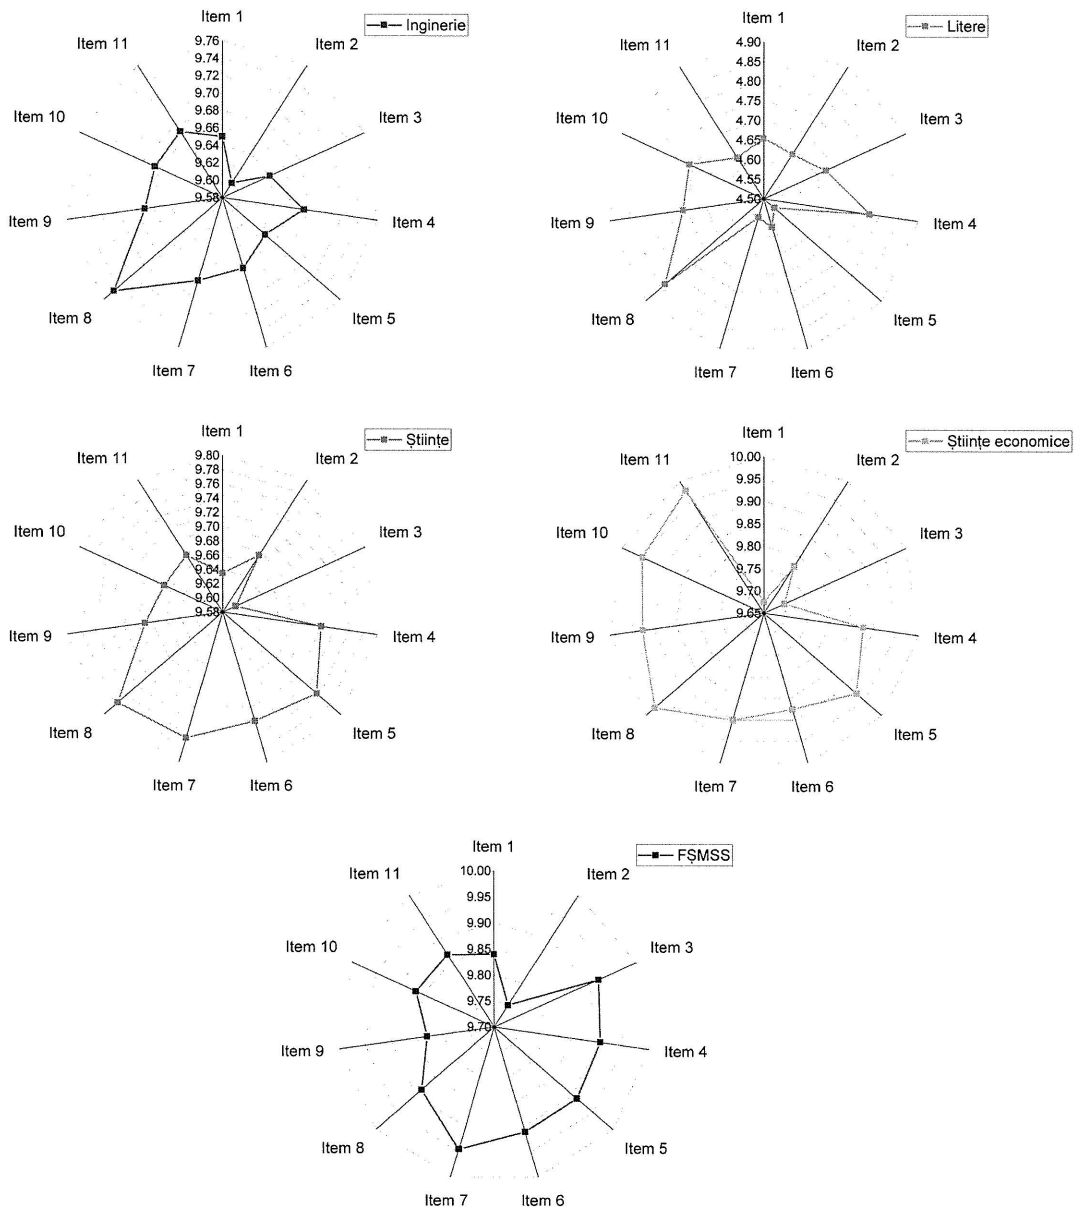 Item 1
Inginerie
Item 2
Item 3
Item 4
Item 5
Item 6
Item 7
Item 8
Item 9
Item 10
Item 11
9.76
9.74
9.72
9.70
9.68
9.66
9.64
9.62
9.60
9.58
Item 1
Litere
Item 2
Item 3
Item 4
Item 5
Item 6
Item 7
Item 8
Item 9
Item 10
Item 11
4.90
4.85
4.80
4.75
4.70
4.65
4.60
4.55
4.50
Item 1
Științe
Item 2
Item 3
Item 4
Item 5
Item 6
Item 7
Item 8
Item 9
Item 10
Item 11
9.80
9.78
9.76
9.74
9.72
9.70
9.68
9.66
9.64
9.62
9.60
9.58
Item 1
Științe economice
Item 2
Item 3
Item 4
Item 5
Item 6
Item 7
Item 8
Item 9
Item 10
Item 11
10.00
9.95
9.90
9.85
9.80
9.75
9.70
9.65
Item 1
FȘMSS
Item 2
Item 3
Item 4
Item 5
Item 6
Item 7
Item 8
Item 9
Item 10
Item 11
10.00
9.95
9.90
9.85
9.80
9.75
9.70